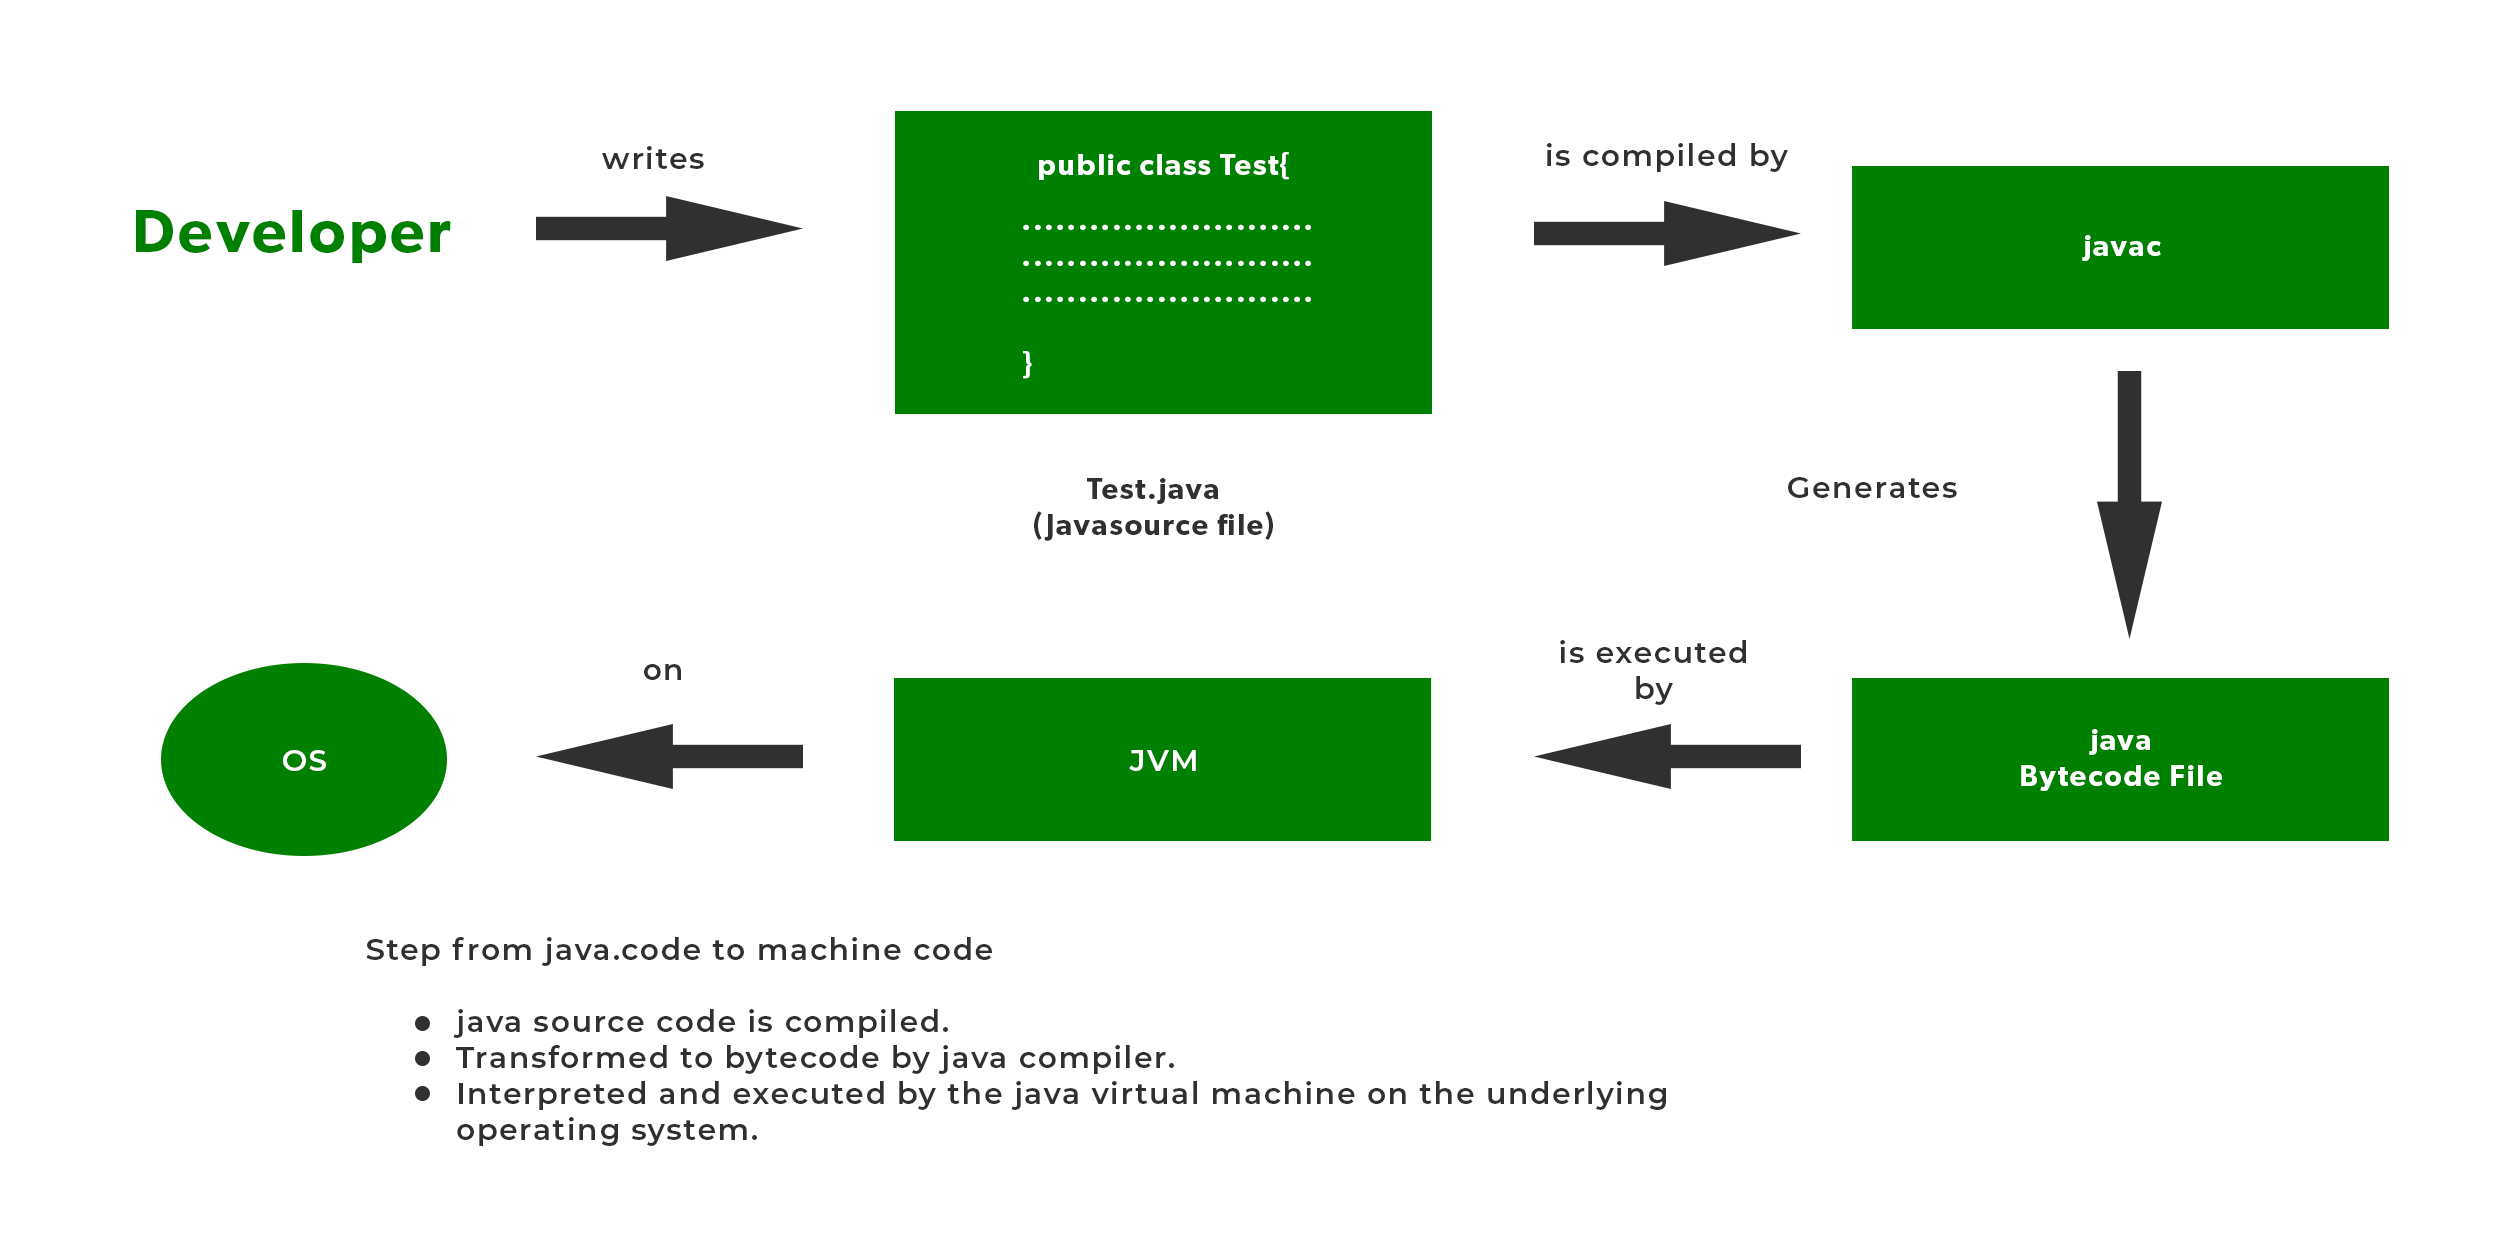 writes
Developer
public class Test{
..........................
..........................
..........................
}
is compiled by
javac
Test.java
(Javasource file)
Generates
is executed
by
java
Bytecode File
JVM
on
OS
Step from java.code to machine code
● java source code is compiled.
● Transformed to bytecode by java compiler.
● Interpreted and executed by the java virtual machine on the underlying
operating system.